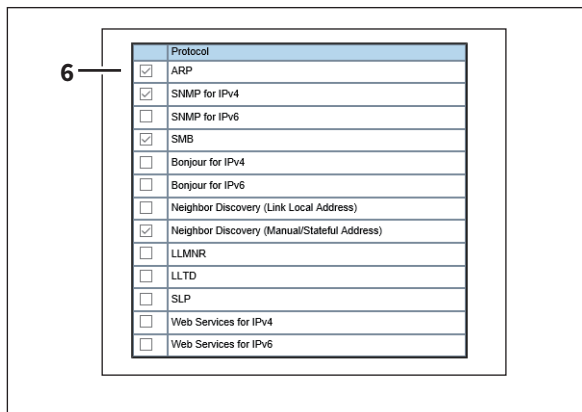 Protocol
6
ARP
SNMP for IPv4
SNMP for IPv6
SMB
Bonjour for IPv4
Bonjour for IPv6
Neighbor Discovery (Link Local Address)
Neighbor Discovery (Manual/Stateful Address)
LLMNR
LLTD
SLP
Web Services for IPv4
Web Services for IPv6